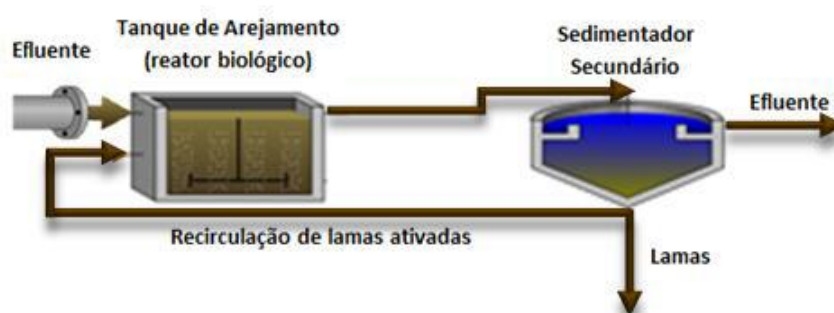 Efluente
Tanque de Arejamento
(reator biológico)
Sedimentador
Secundário
Efluente
Recirculação de lamas ativadas
Lamas